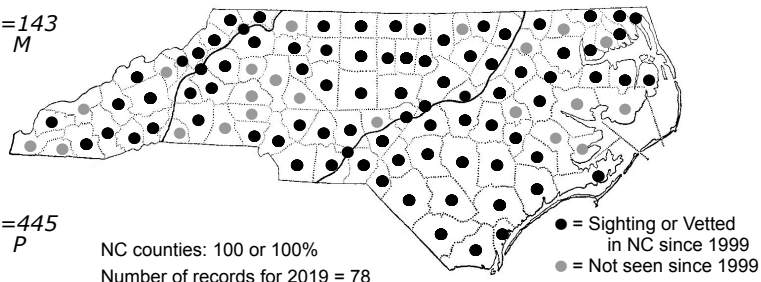 =143
M
=445
P
NC counties: 100 or 100%
Number of records for 2019 = 78
= Sighting or Vetted
in NC since 1999
= Not seen since 1999